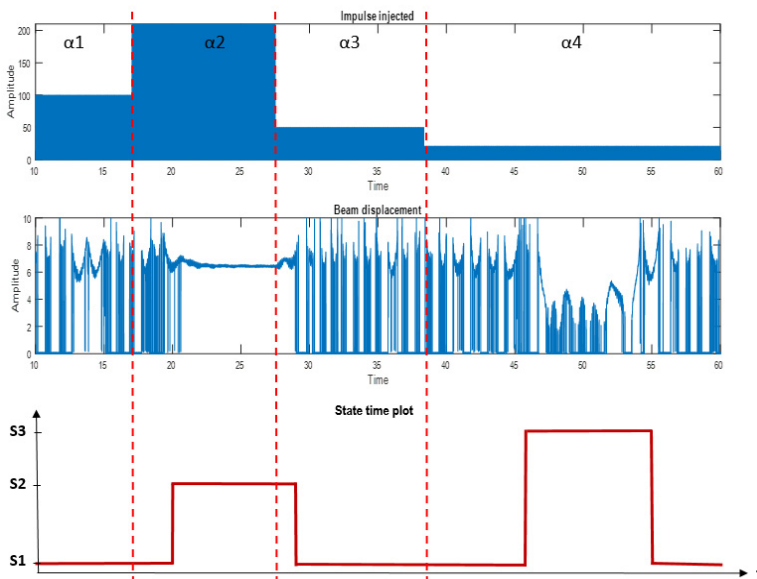 Impulse injected
200
150
100
50
0
Amplitude
α1
α2
α3
α4
10 15 20 25 30 35 40 45 50 55 60
Time
Beam displacement
10
8
6
4
2
0
Amplitude
10 15 20 25 30 35 40 45 50 55 60
Time
State time plot
S3
S2
S1